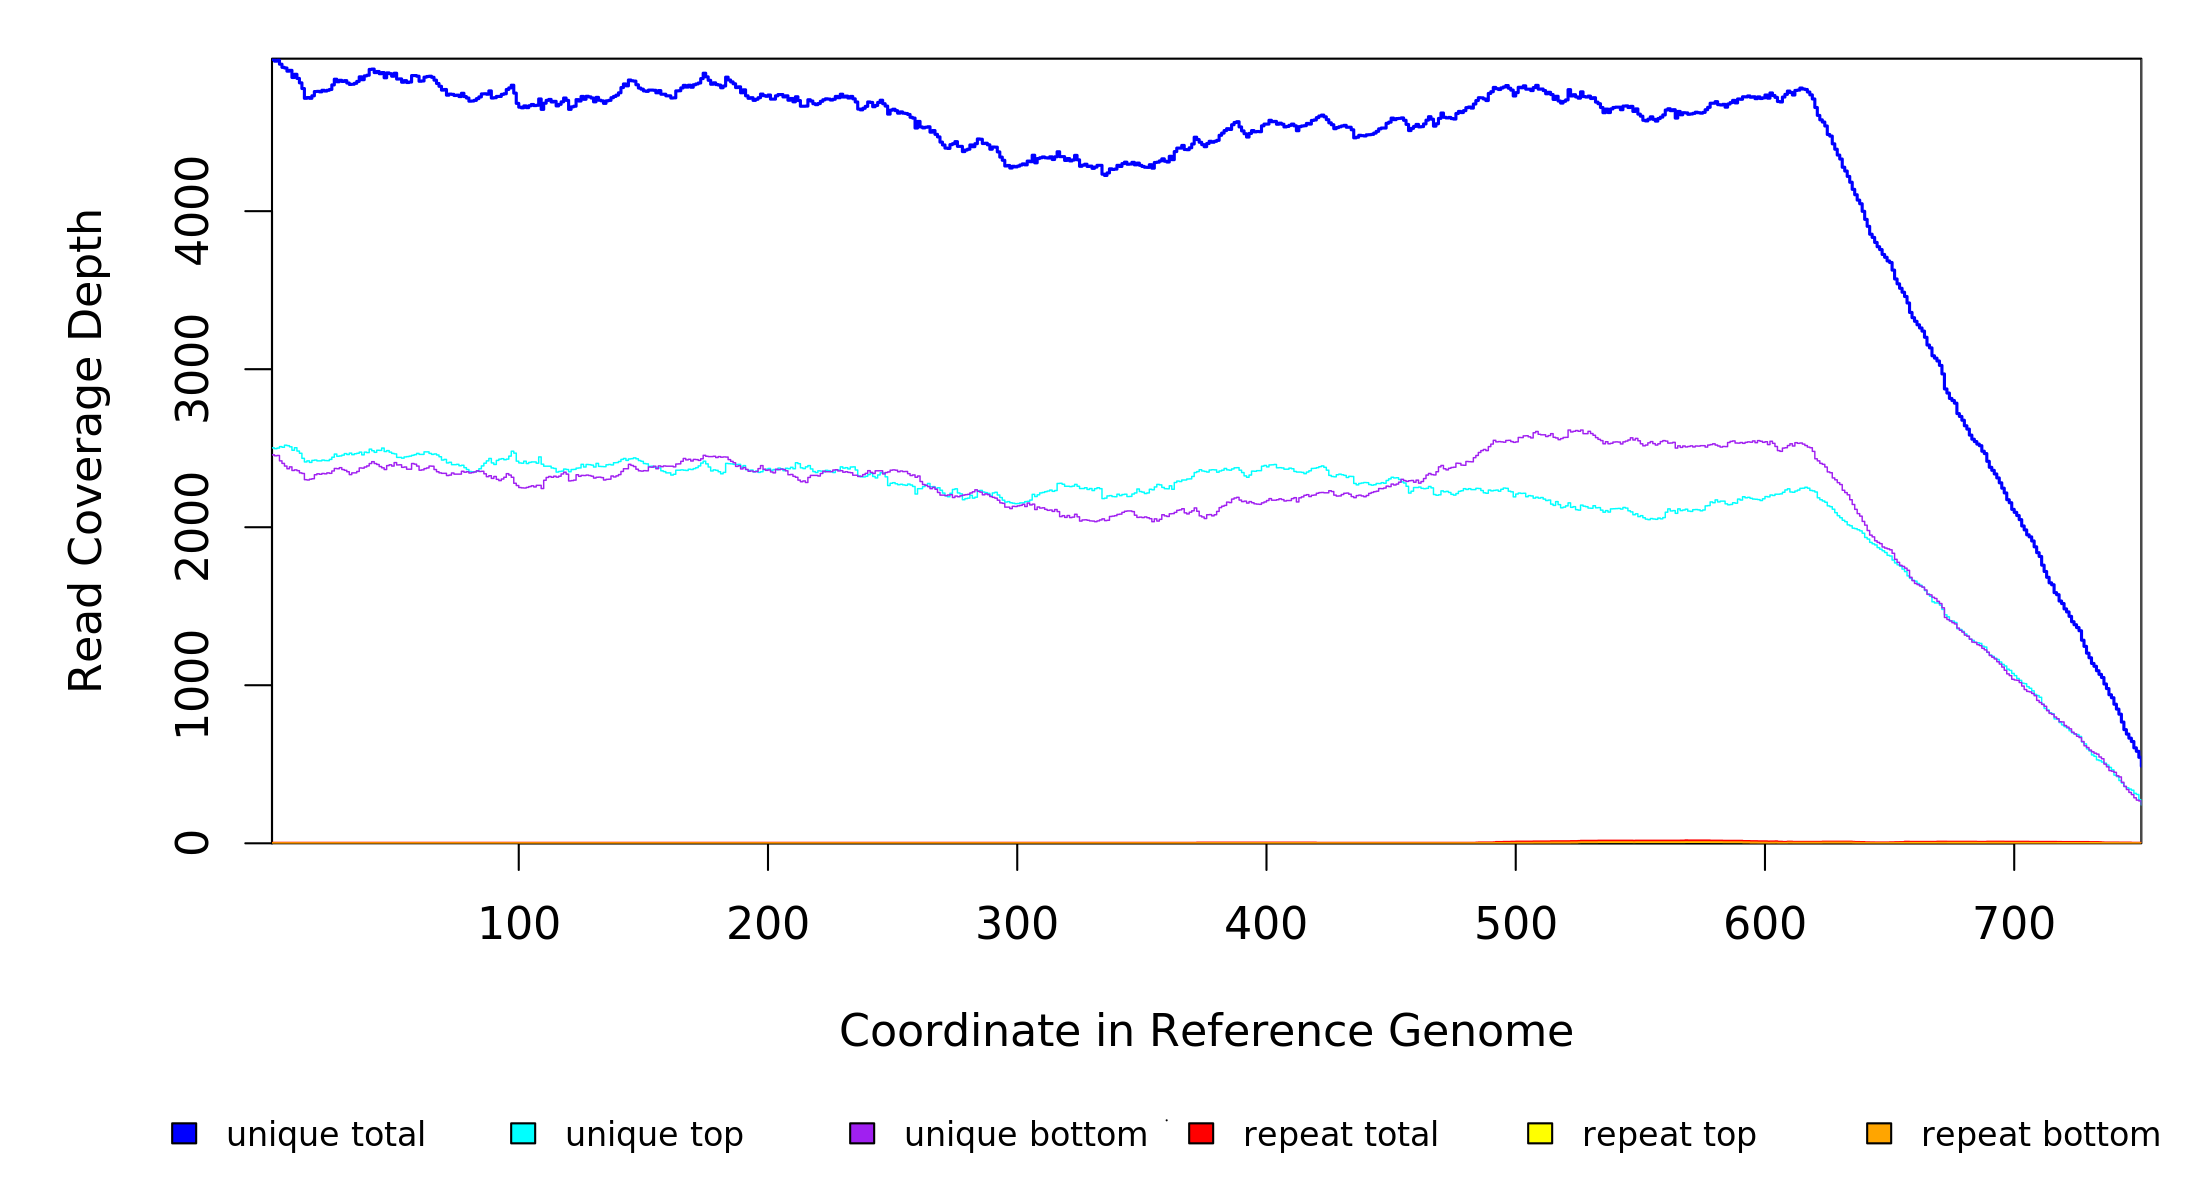 Read Coverage Depth
4000
3000
2000
1000
0
100 200 300 400 500 600 700
Coordinate in Reference Genome
unique total unique top unique bottom repeat total repeat top repeat bottom